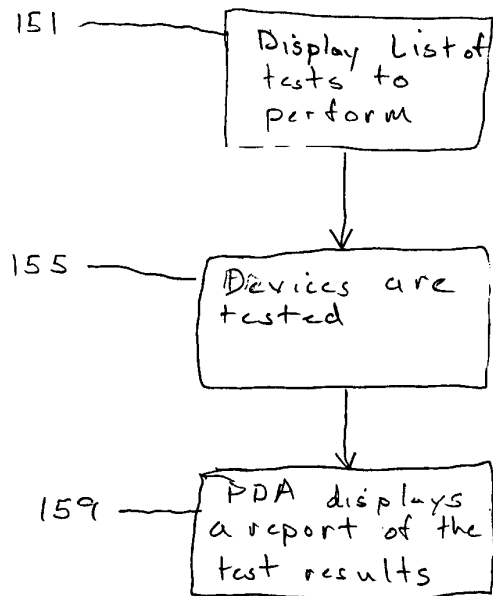 151
Display List of
tests to
perform
155
Devices are
tested
159
PDA displays
a report of the
test results